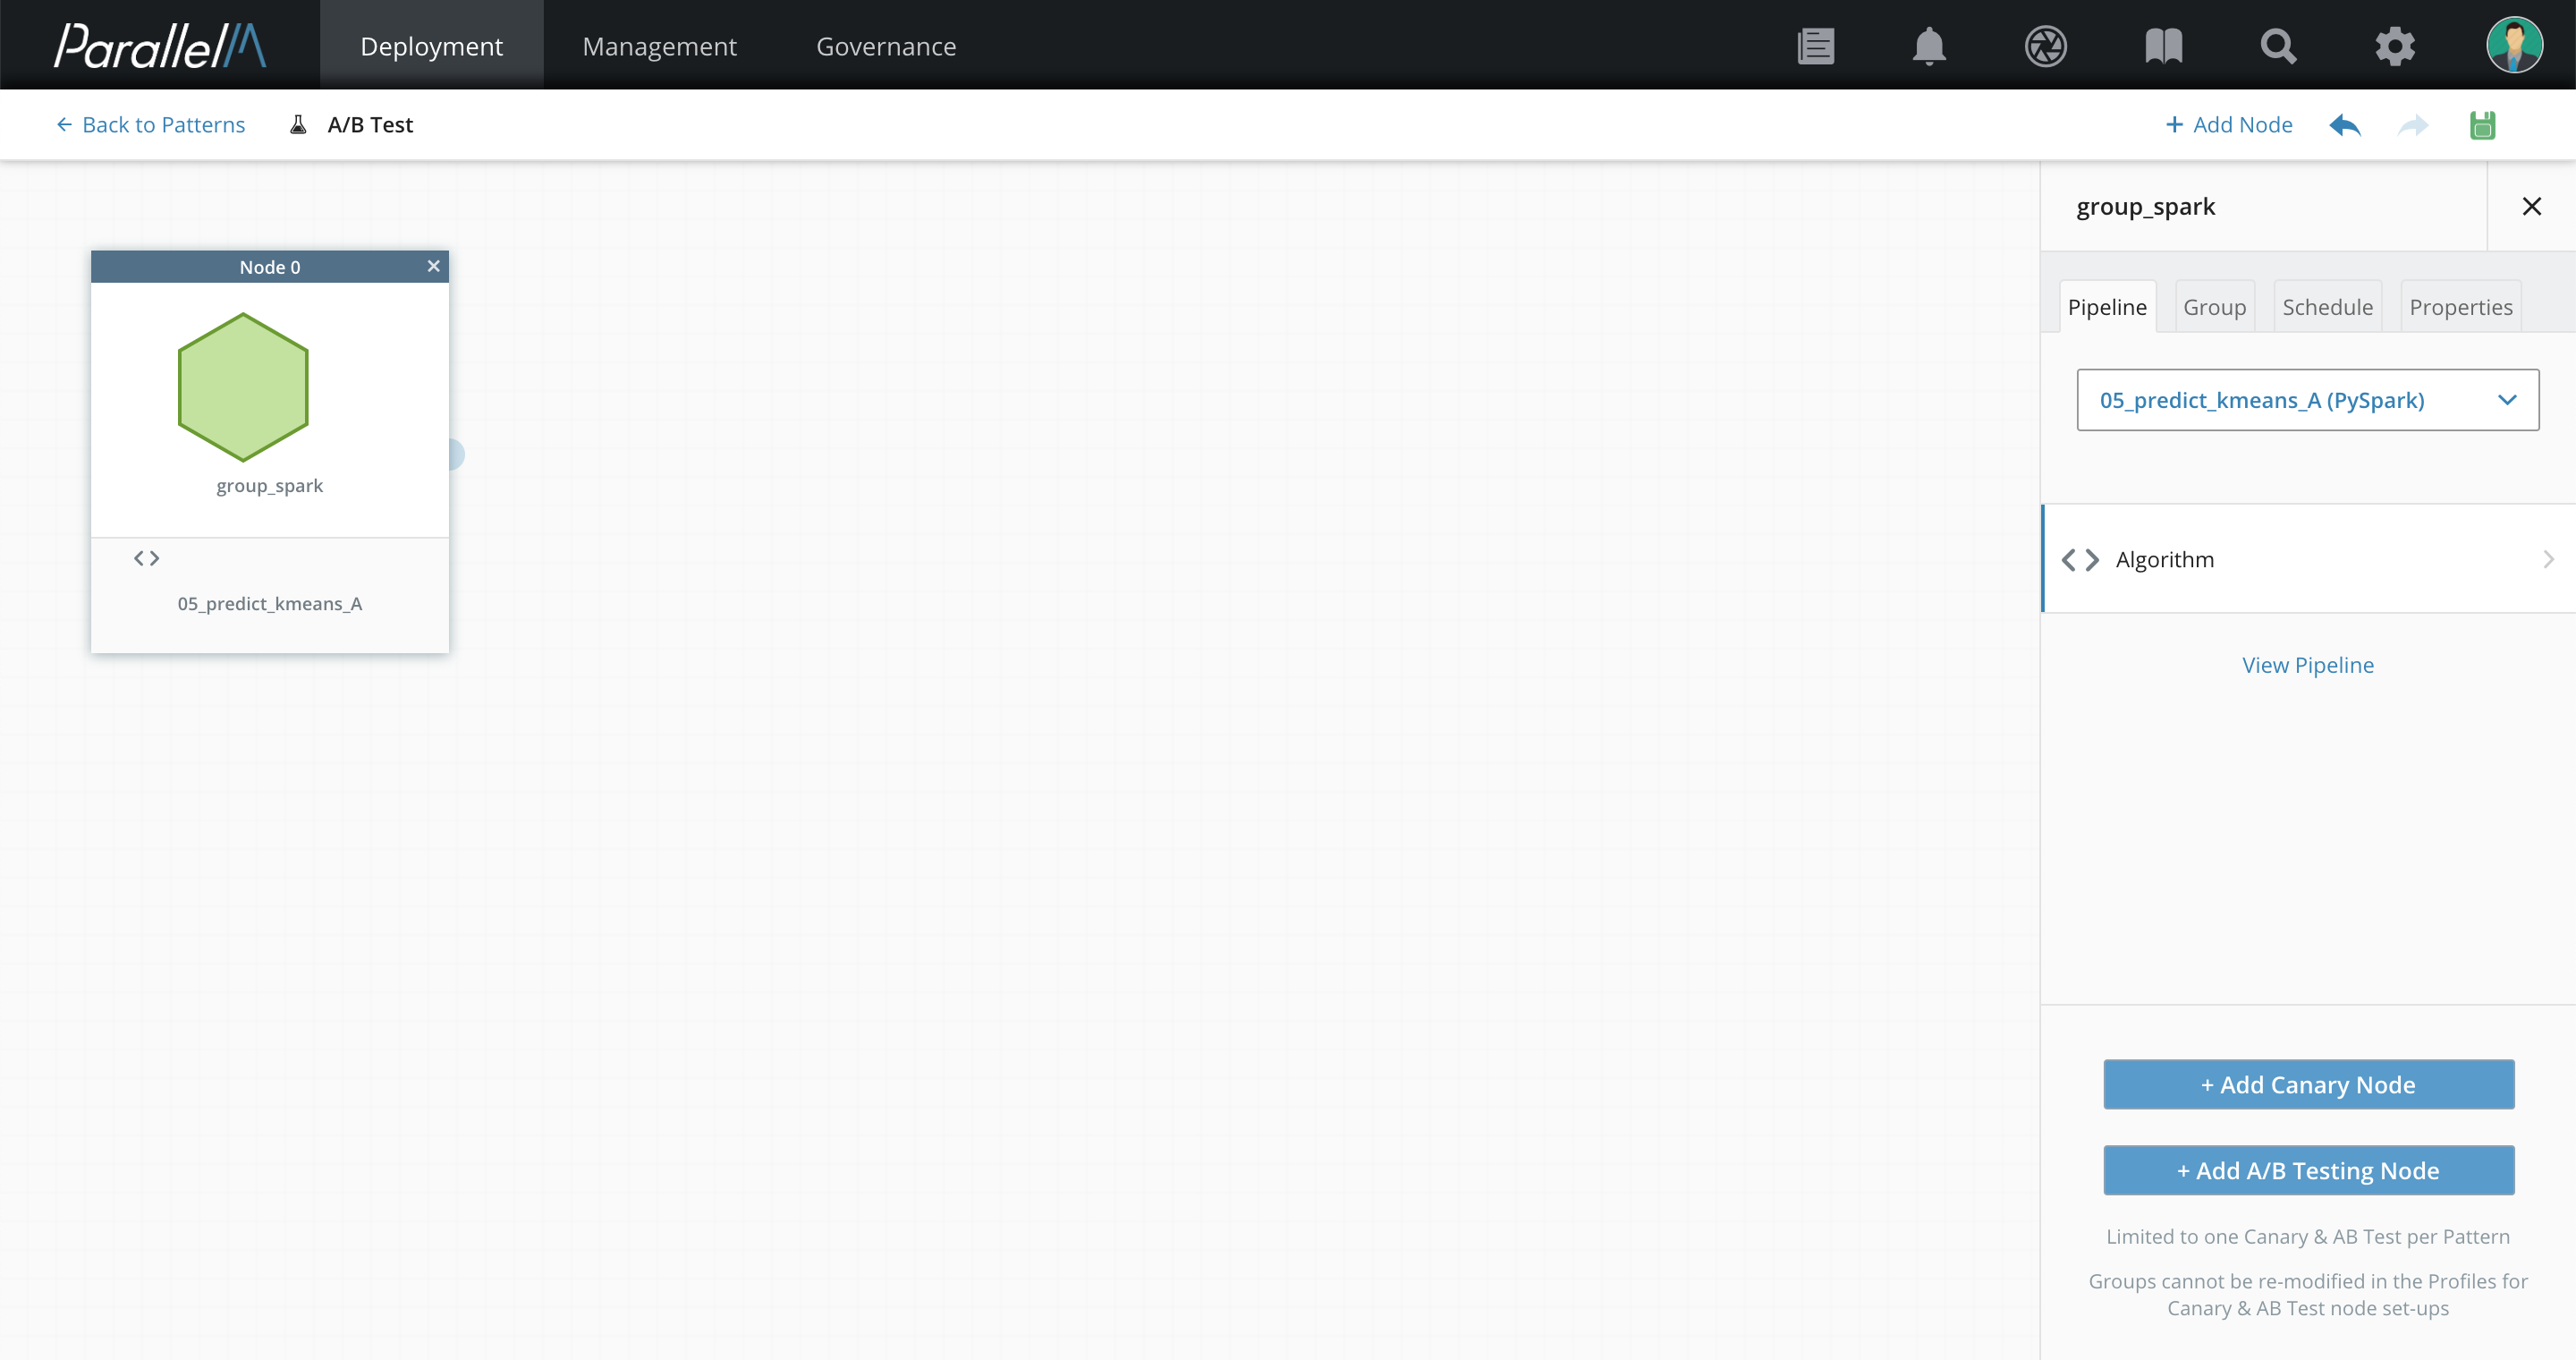 ParallelM
Deployment
Management
Governance
Back to Patterns
A/B Test
+ Add Node
Node 0
group_spark
05_predict_kmeans_A
group_spark
Pipeline
Group
Schedule
Properties
05_predict_kmeans_A (PySpark)
Algorithm
View Pipeline
+ Add Canary Node
+ Add A/B Testing Node
Limited to one Canary & AB Test per Pattern
Groups cannot be re-modified in the Profiles for
Canary & AB Test node set-ups